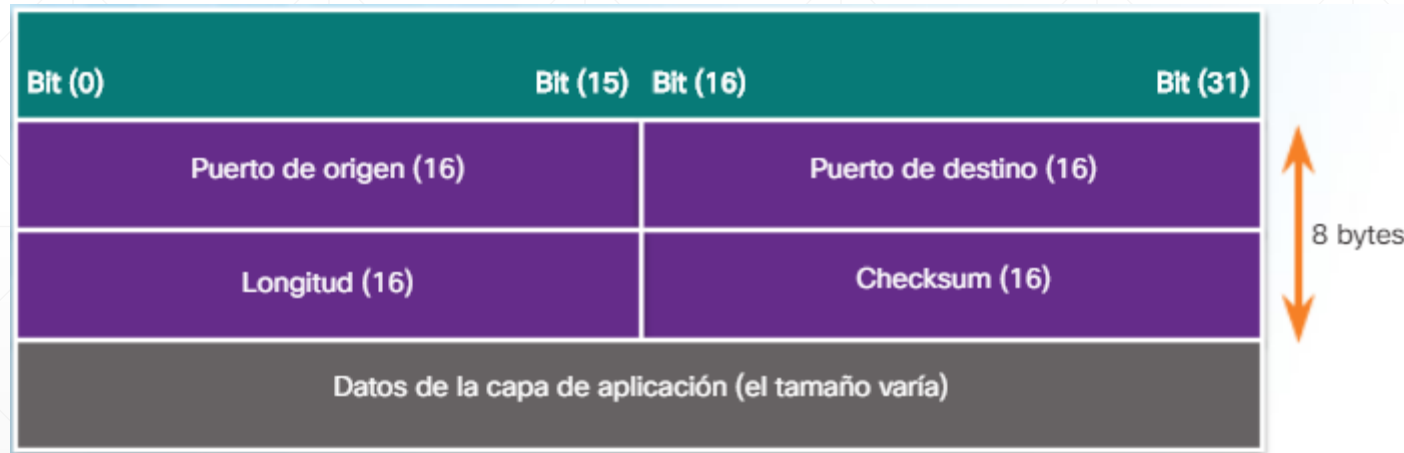 Bit (0) Bit (15) Bit (16) Bit (31)
Puerto de origen (16) Puerto de destino (16)
8 bytes
Longitud (16) Checksum (16)
Datos de la capa de aplicación (el tamaño varía)